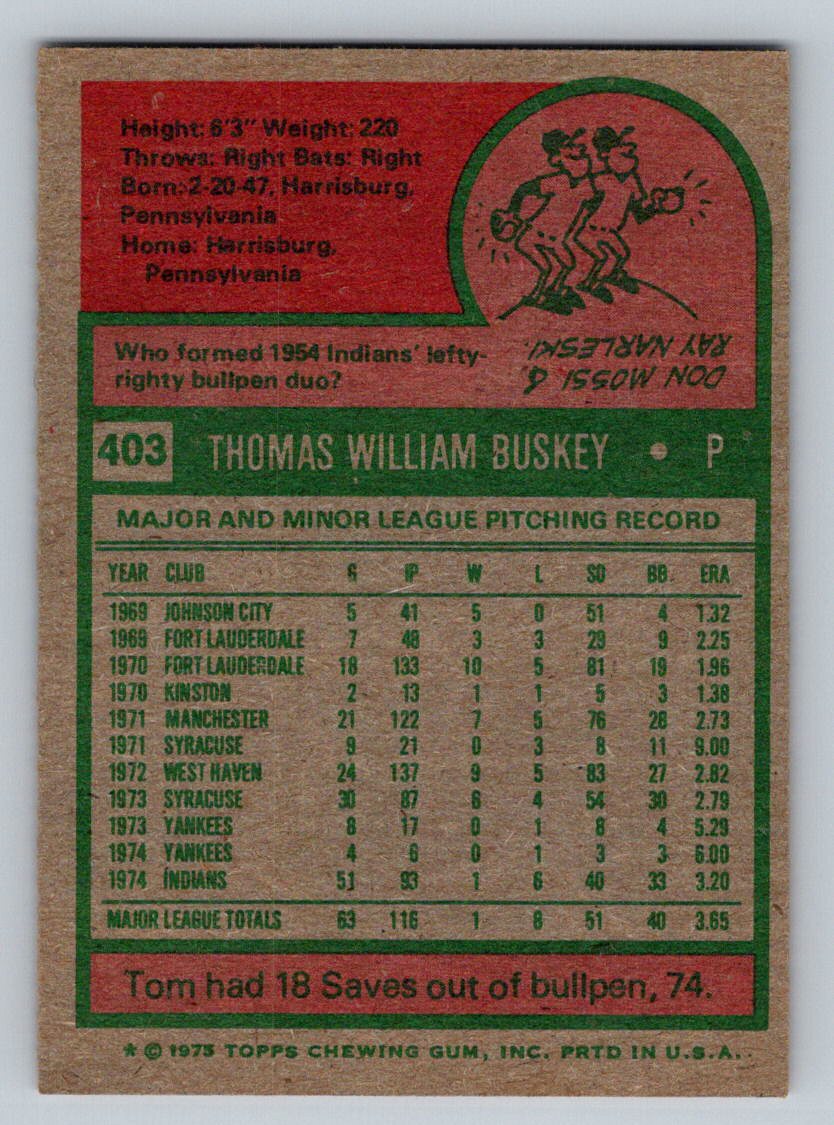 Height: 6'3" Weight: 220
Throws: Right Bats: Right
Born: 2-20-47, Harrisburg,
Pennsylvania
Home: Harrisburg,
Pennsylvania
Who formed 1954 Indians' lefty-
righty bullpen duo?
DON MOSSI &
RAY NARLESKI.
403 THOMAS WILLIAM BUSKEY • P
MAJOR AND MINOR LEAGUE PITCHING RECORD
YEAR CLUB G IP W L SO BB ERA
1969 JOHNSON CITY 5 41 5 0 51 4 1.32
1969 FORT LAUDERDALE 7 48 3 3 29 9 2.25
1970 FORT LAUDERDALE 18 133 10 5 81 19 1.96
1970 KINSTON 2 13 1 1 5 3 1.38
1971 MANCHESTER 21 122 7 5 76 28 2.73
1971 SYRACUSE 9 21 0 3 8 11 9.00
1972 WEST HAVEN 24 137 9 5 83 27 2.82
1973 SYRACUSE 30 87 6 4 54 30 2.79
1973 YANKEES 8 17 0 1 8 4 5.29
1974 YANKEES 4 6 0 1 3 3 6.00
1974 INDIANS 51 93 1 6 40 33 3.20
MAJOR LEAGUE TOTALS 63 116 1 8 51 40 3.65
Tom had 18 Saves out of bullpen, 74.
* © 1975 TOPPS CHEWING GUM, INC. PRTD IN U.S.A.